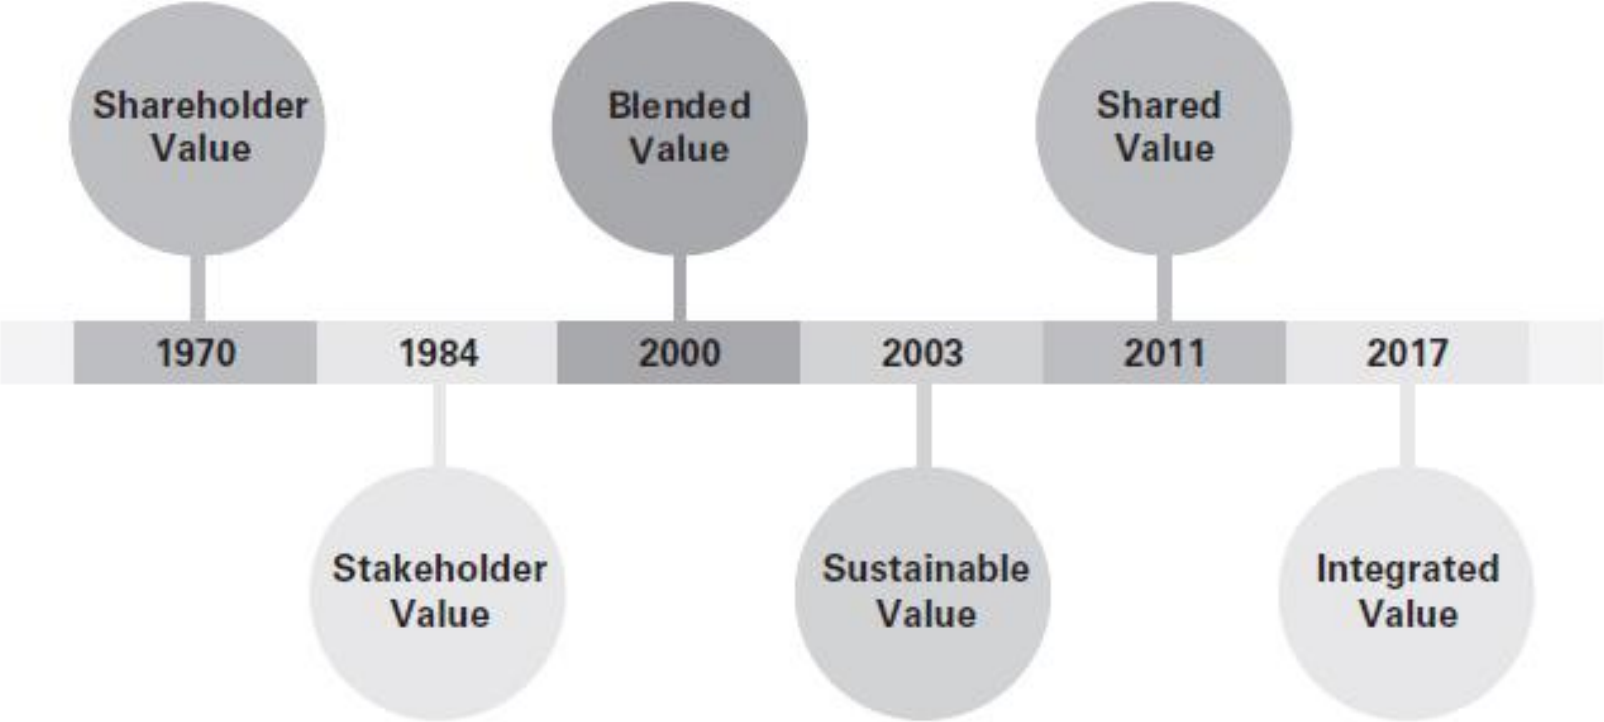 Shareholder
Value
Blended
Value
Shared
Value
1970
1984
2000
2003
2011
2017
Stakeholder
Value
Sustainable
Value
Integrated
Value